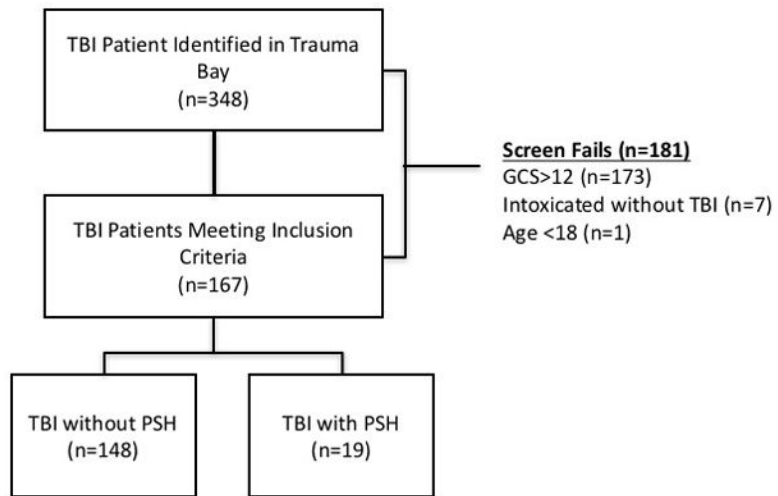 TBI Patient Identified in Trauma
Bay
(n=348)
Screen Fails (n=181)
GCS>12 (n=173)
Intoxicated without TBI (n=7)
Age <18 (n=1)
TBI Patients Meeting Inclusion
Criteria
(n=167)
TBI without PSH
(n=148)
TBI with PSH
(n=19)